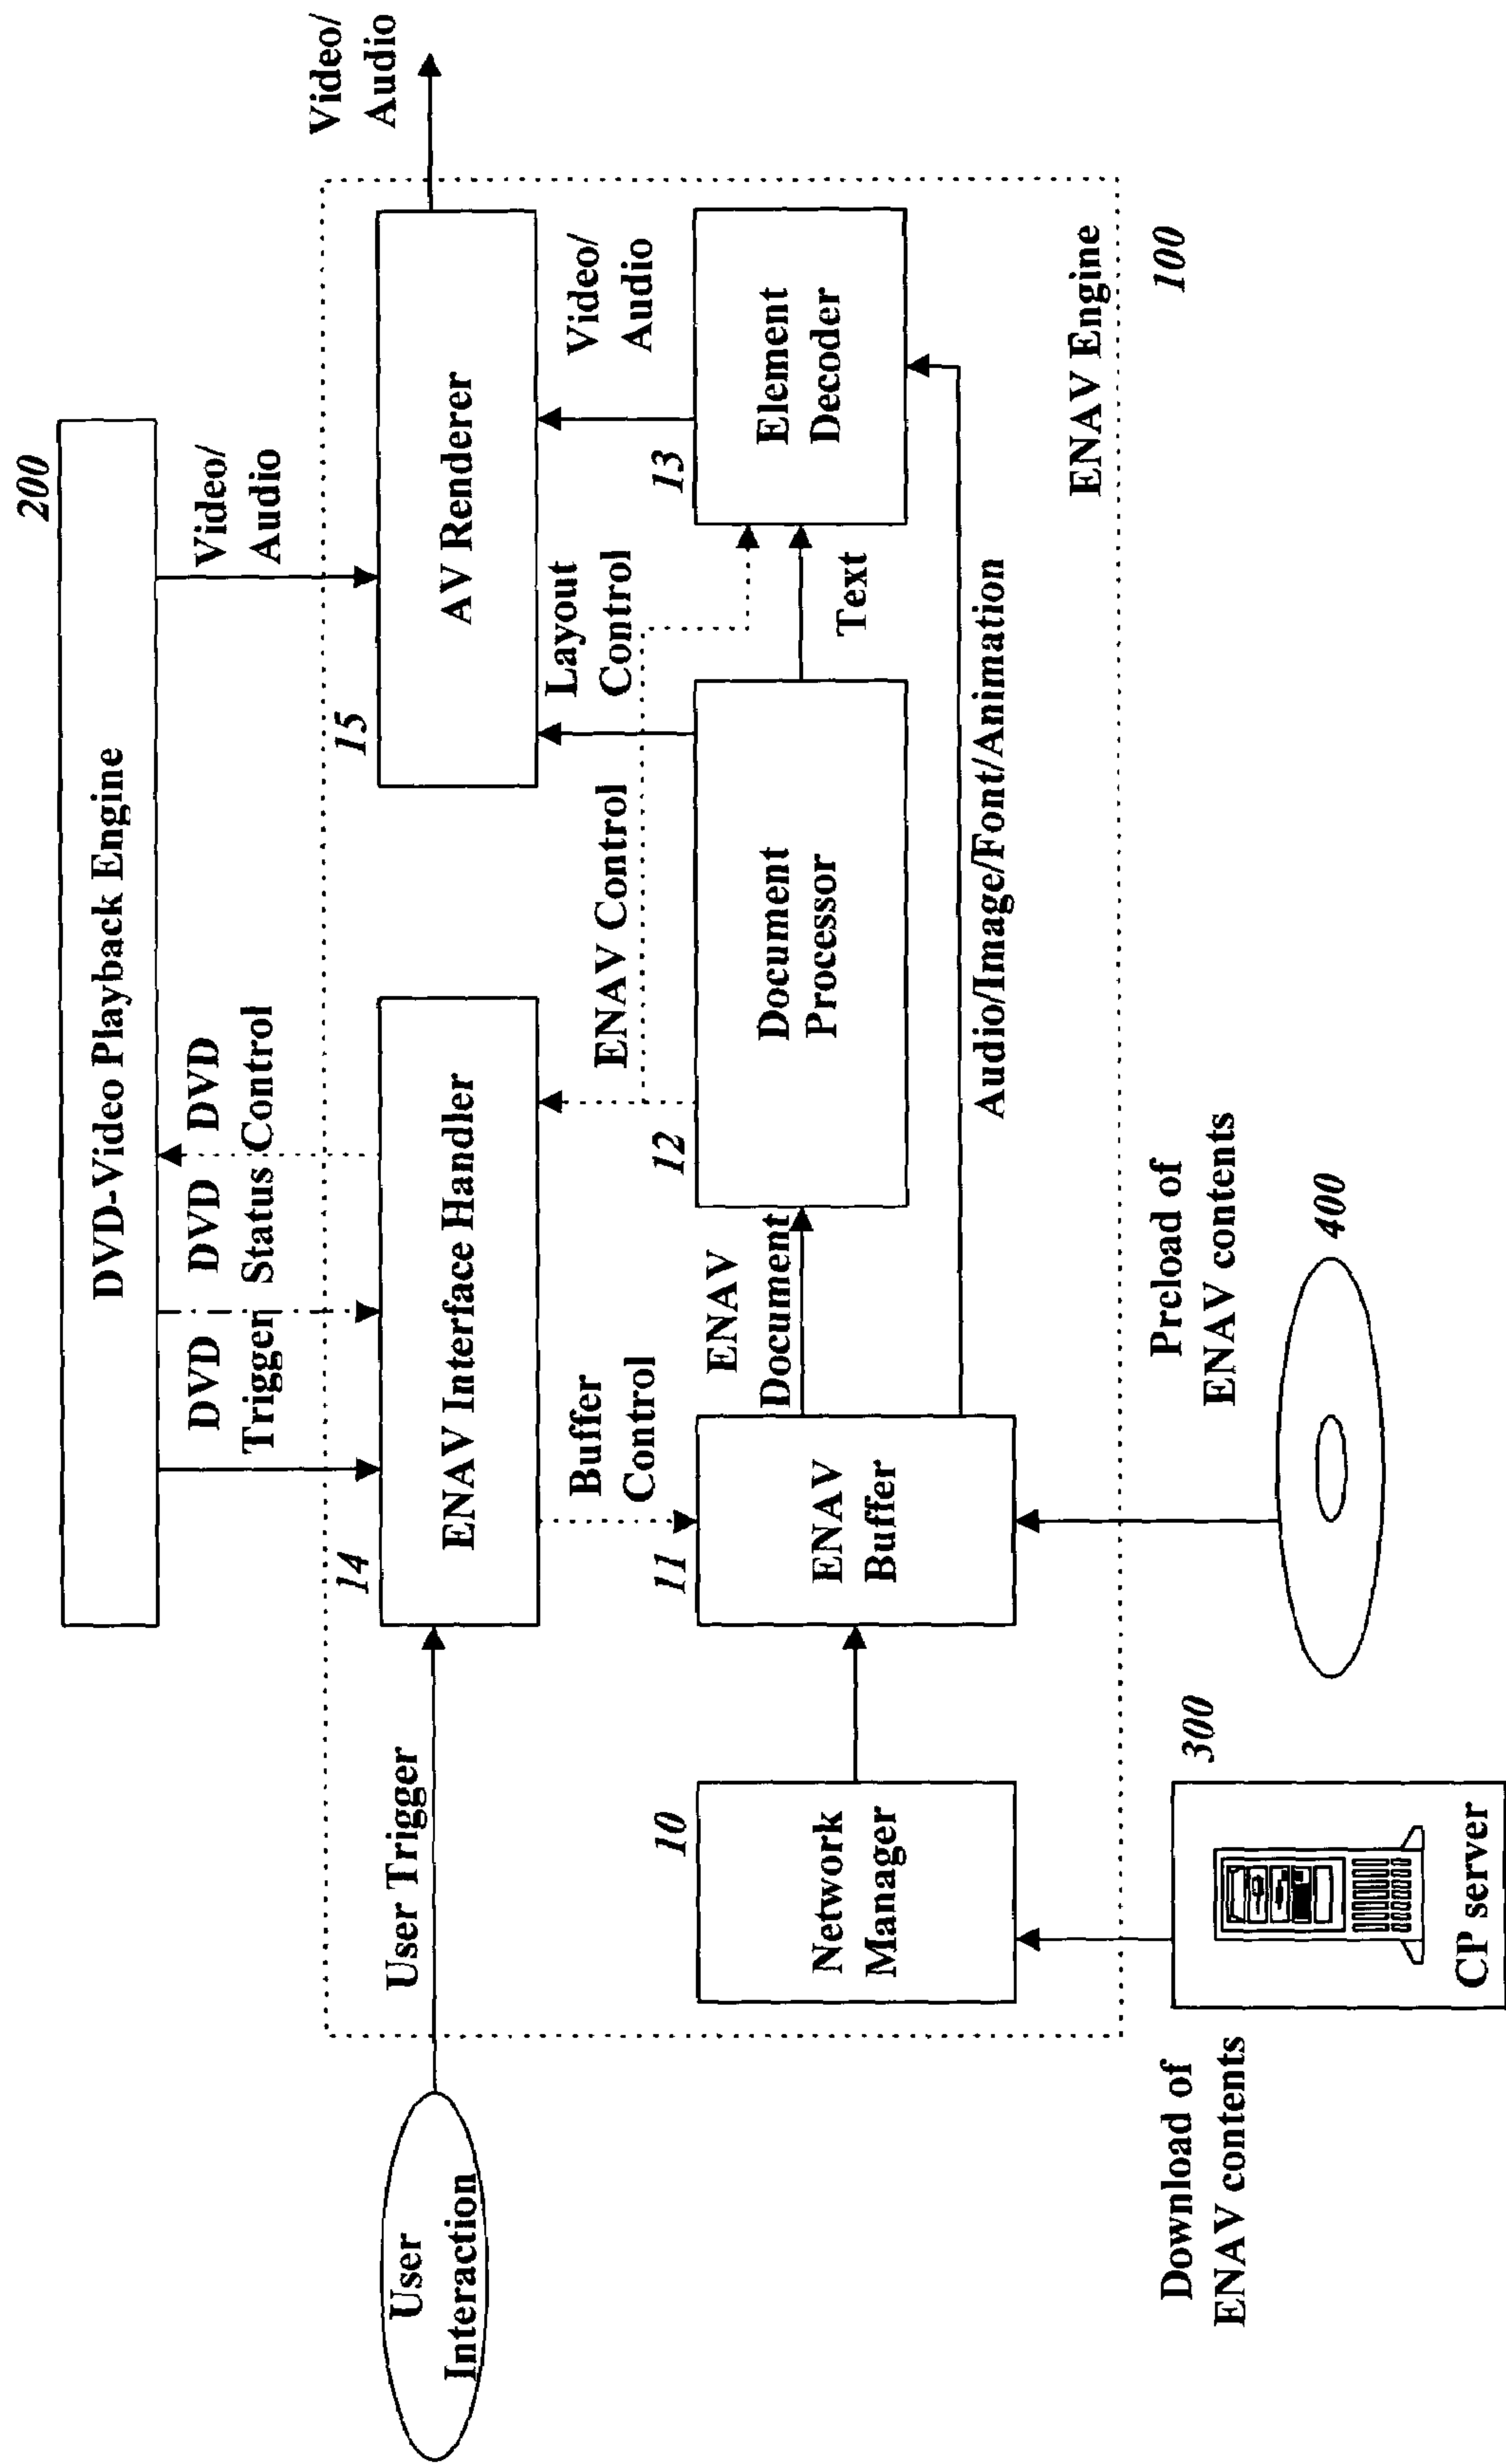 200
DVD-Video Playback Engine
Video/
Audio
DVD
Trigger
DVD
Status
DVD
Control
Video/
Audio
User
Interaction
User Trigger
14
ENAV Interface Handler
15
AV Renderer
Buffer
Control
ENAV Control
Layout
Control
Video/
Audio
10
Network
Manager
11
ENAV
Buffer
ENAV
Document
12
Document
Processor
Text
13
Element
Decoder
Audio/Image/Font/Animation
ENAV Engine
100
Download of
ENAV contents
300
CP server
Preload of
ENAV contents
400